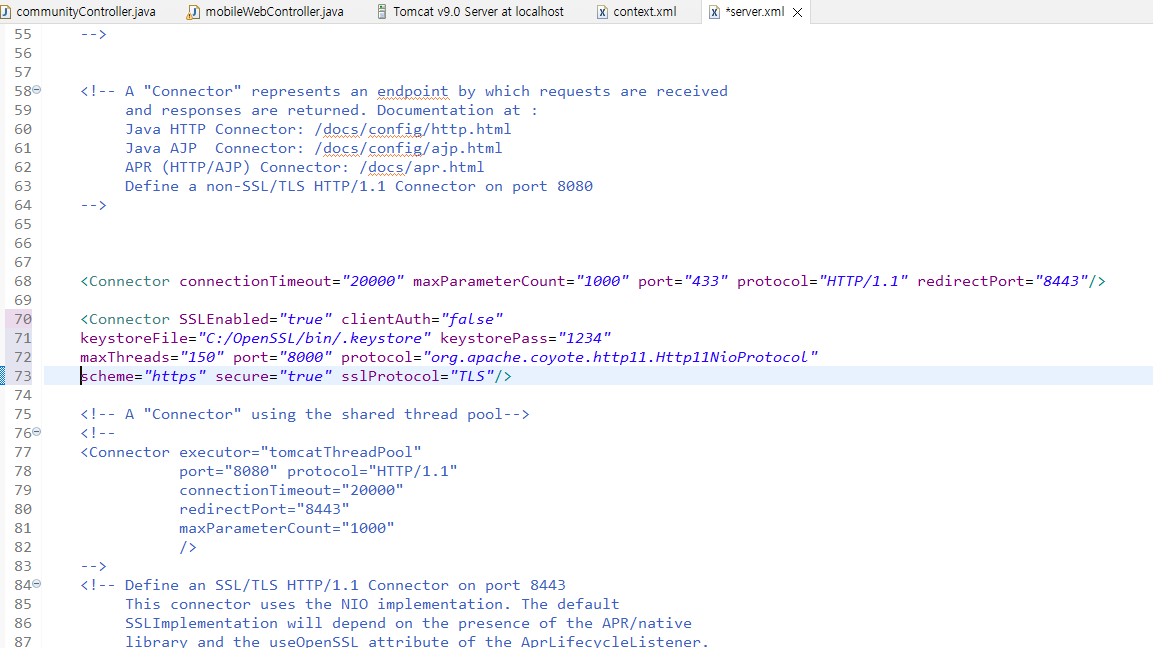 communityController.java mobileWebController.java Tomcat v9.0 Server at localhost context.xml *server.xml
55 -->
56
57
58 <!-- A "Connector" represents an endpoint by which requests are received
59 and responses are returned. Documentation at :
60 Java HTTP Connector: /docs/config/http.html
61 Java AJP  Connector: /docs/config/ajp.html
62 APR (HTTP/AJP) Connector: /docs/apr.html
63 Define a non-SSL/TLS HTTP/1.1 Connector on port 8080
64 -->
65
66
67
68 <Connector connectionTimeout="20000" maxParameterCount="1000" port="433" protocol="HTTP/1.1" redirectPort="8443"/>
69
70 <Connector SSLEnabled="true" clientAuth="false"
71 keystoreFile="C:/OpenSSL/bin/.keystore" keystorePass="1234"
72 maxThreads="150" port="8000" protocol="org.apache.coyote.http11.Http11NioProtocol"
73 scheme="https" secure="true" sslProtocol="TLS"/>
74
75 <!-- A "Connector" using the shared thread pool-->
76 <!--
77 <Connector executor="tomcatThreadPool"
78 port="8080" protocol="HTTP/1.1"
79 connectionTimeout="20000"
80 redirectPort="8443"
81 maxParameterCount="1000"
82 />
83 -->
84 <!-- Define an SSL/TLS HTTP/1.1 Connector on port 8443
85 This connector uses the NIO implementation. The default
86 SSLImplementation will depend on the presence of the APR/native
87 library and the useOpenSSL attribute of the AprLifecycleListener.